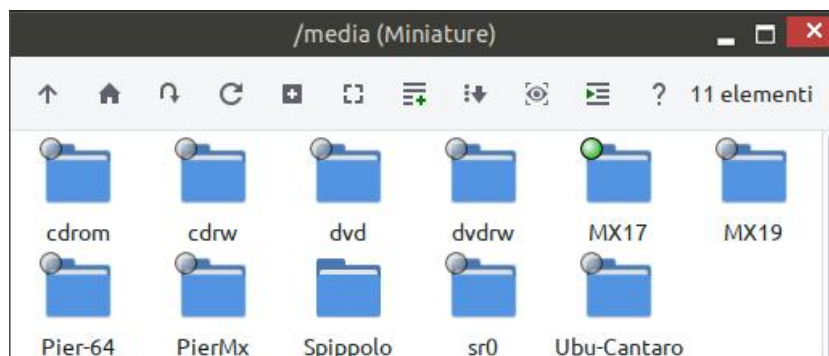 /media (Miniature)
11 elementi
cdrom cdrw dvd dvdrw MX17 MX19
Pier-64 PierMx Spippolo sr0 Ubu-Cantaro